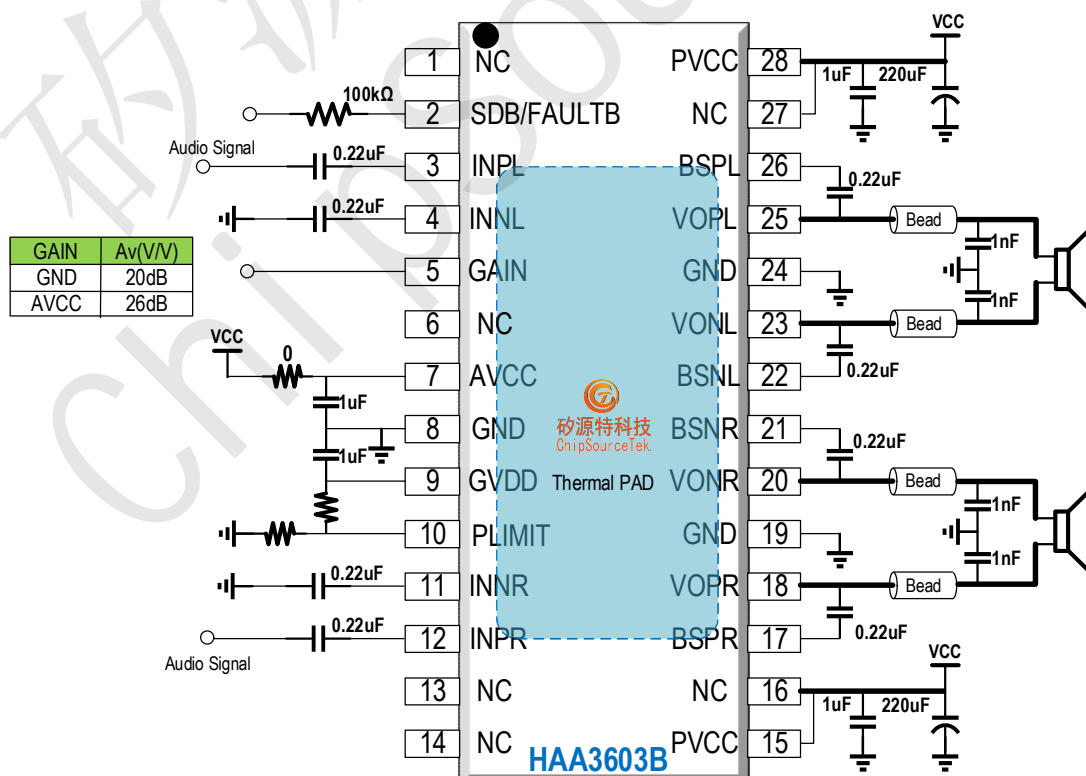 VCC
1 NC PVCC 28 1uF 220uF
100kΩ
2 SDB/FAULTB NC 27
Audio Signal 0.22uF
3 INPL BSPL 26 0.22uF
0.22uF
4 INNL VOPL 25 Bead
1nF
GAIN Av(V/V)
GND 20dB
AVCC 26dB
5 GAIN GND 24
1nF
6 NC VONL 23 Bead
VCC
0
7 AVCC BSNL 22 0.22uF
1uF
矽源特科技
ChipSourceTek.
8 GND BSNR 21
1uF
0.22uF
9 GVDD Thermal PAD VONR 20 Bead
1nF
10 PLIMIT GND 19
1nF
0.22uF
11 INNR VOPR 18 Bead
0.22uF
12 INPR BSPR 17 0.22uF
Audio Signal
VCC
13 NC NC 16
1uF 220uF
14 NC PVCC 15
HAA3603B